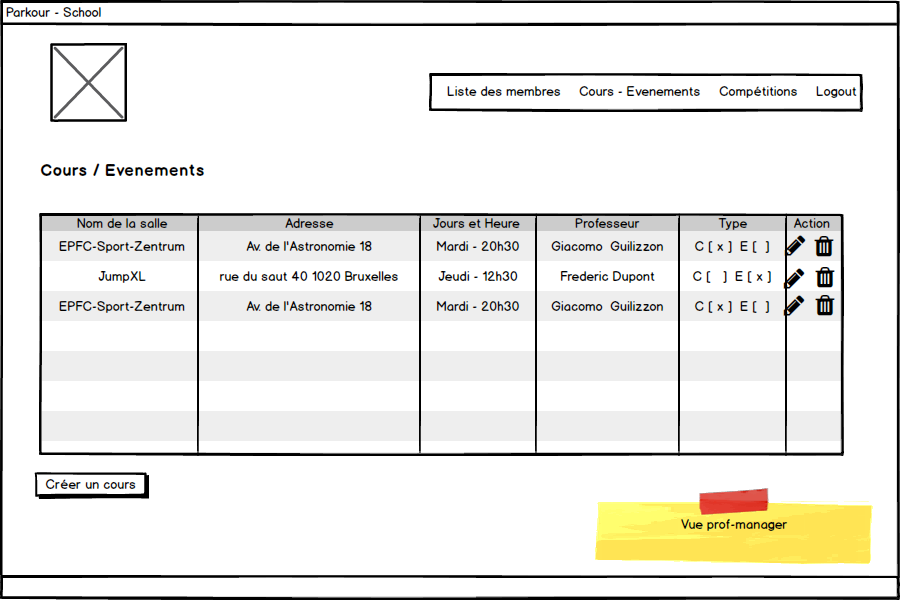 Parkour - School
Liste des membres Cours - Evenements Compétitions Logout
Cours / Evenements
Nom de la salle Adresse Jours et Heure Professeur Type Action
EPFC-Sport-Zentrum Av. de l'Astronomie 18 Mardi - 20h30 Giacomo Guilizzon C [ x ] E [ ]
JumpXL rue du saut 40 1020 Bruxelles Jeudi - 12h30 Frederic Dupont C [ ] E [ x ]
EPFC-Sport-Zentrum Av. de l'Astronomie 18 Mardi - 20h30 Giacomo Guilizzon C [ x ] E [ ]
Créer un cours
Vue prof-manager